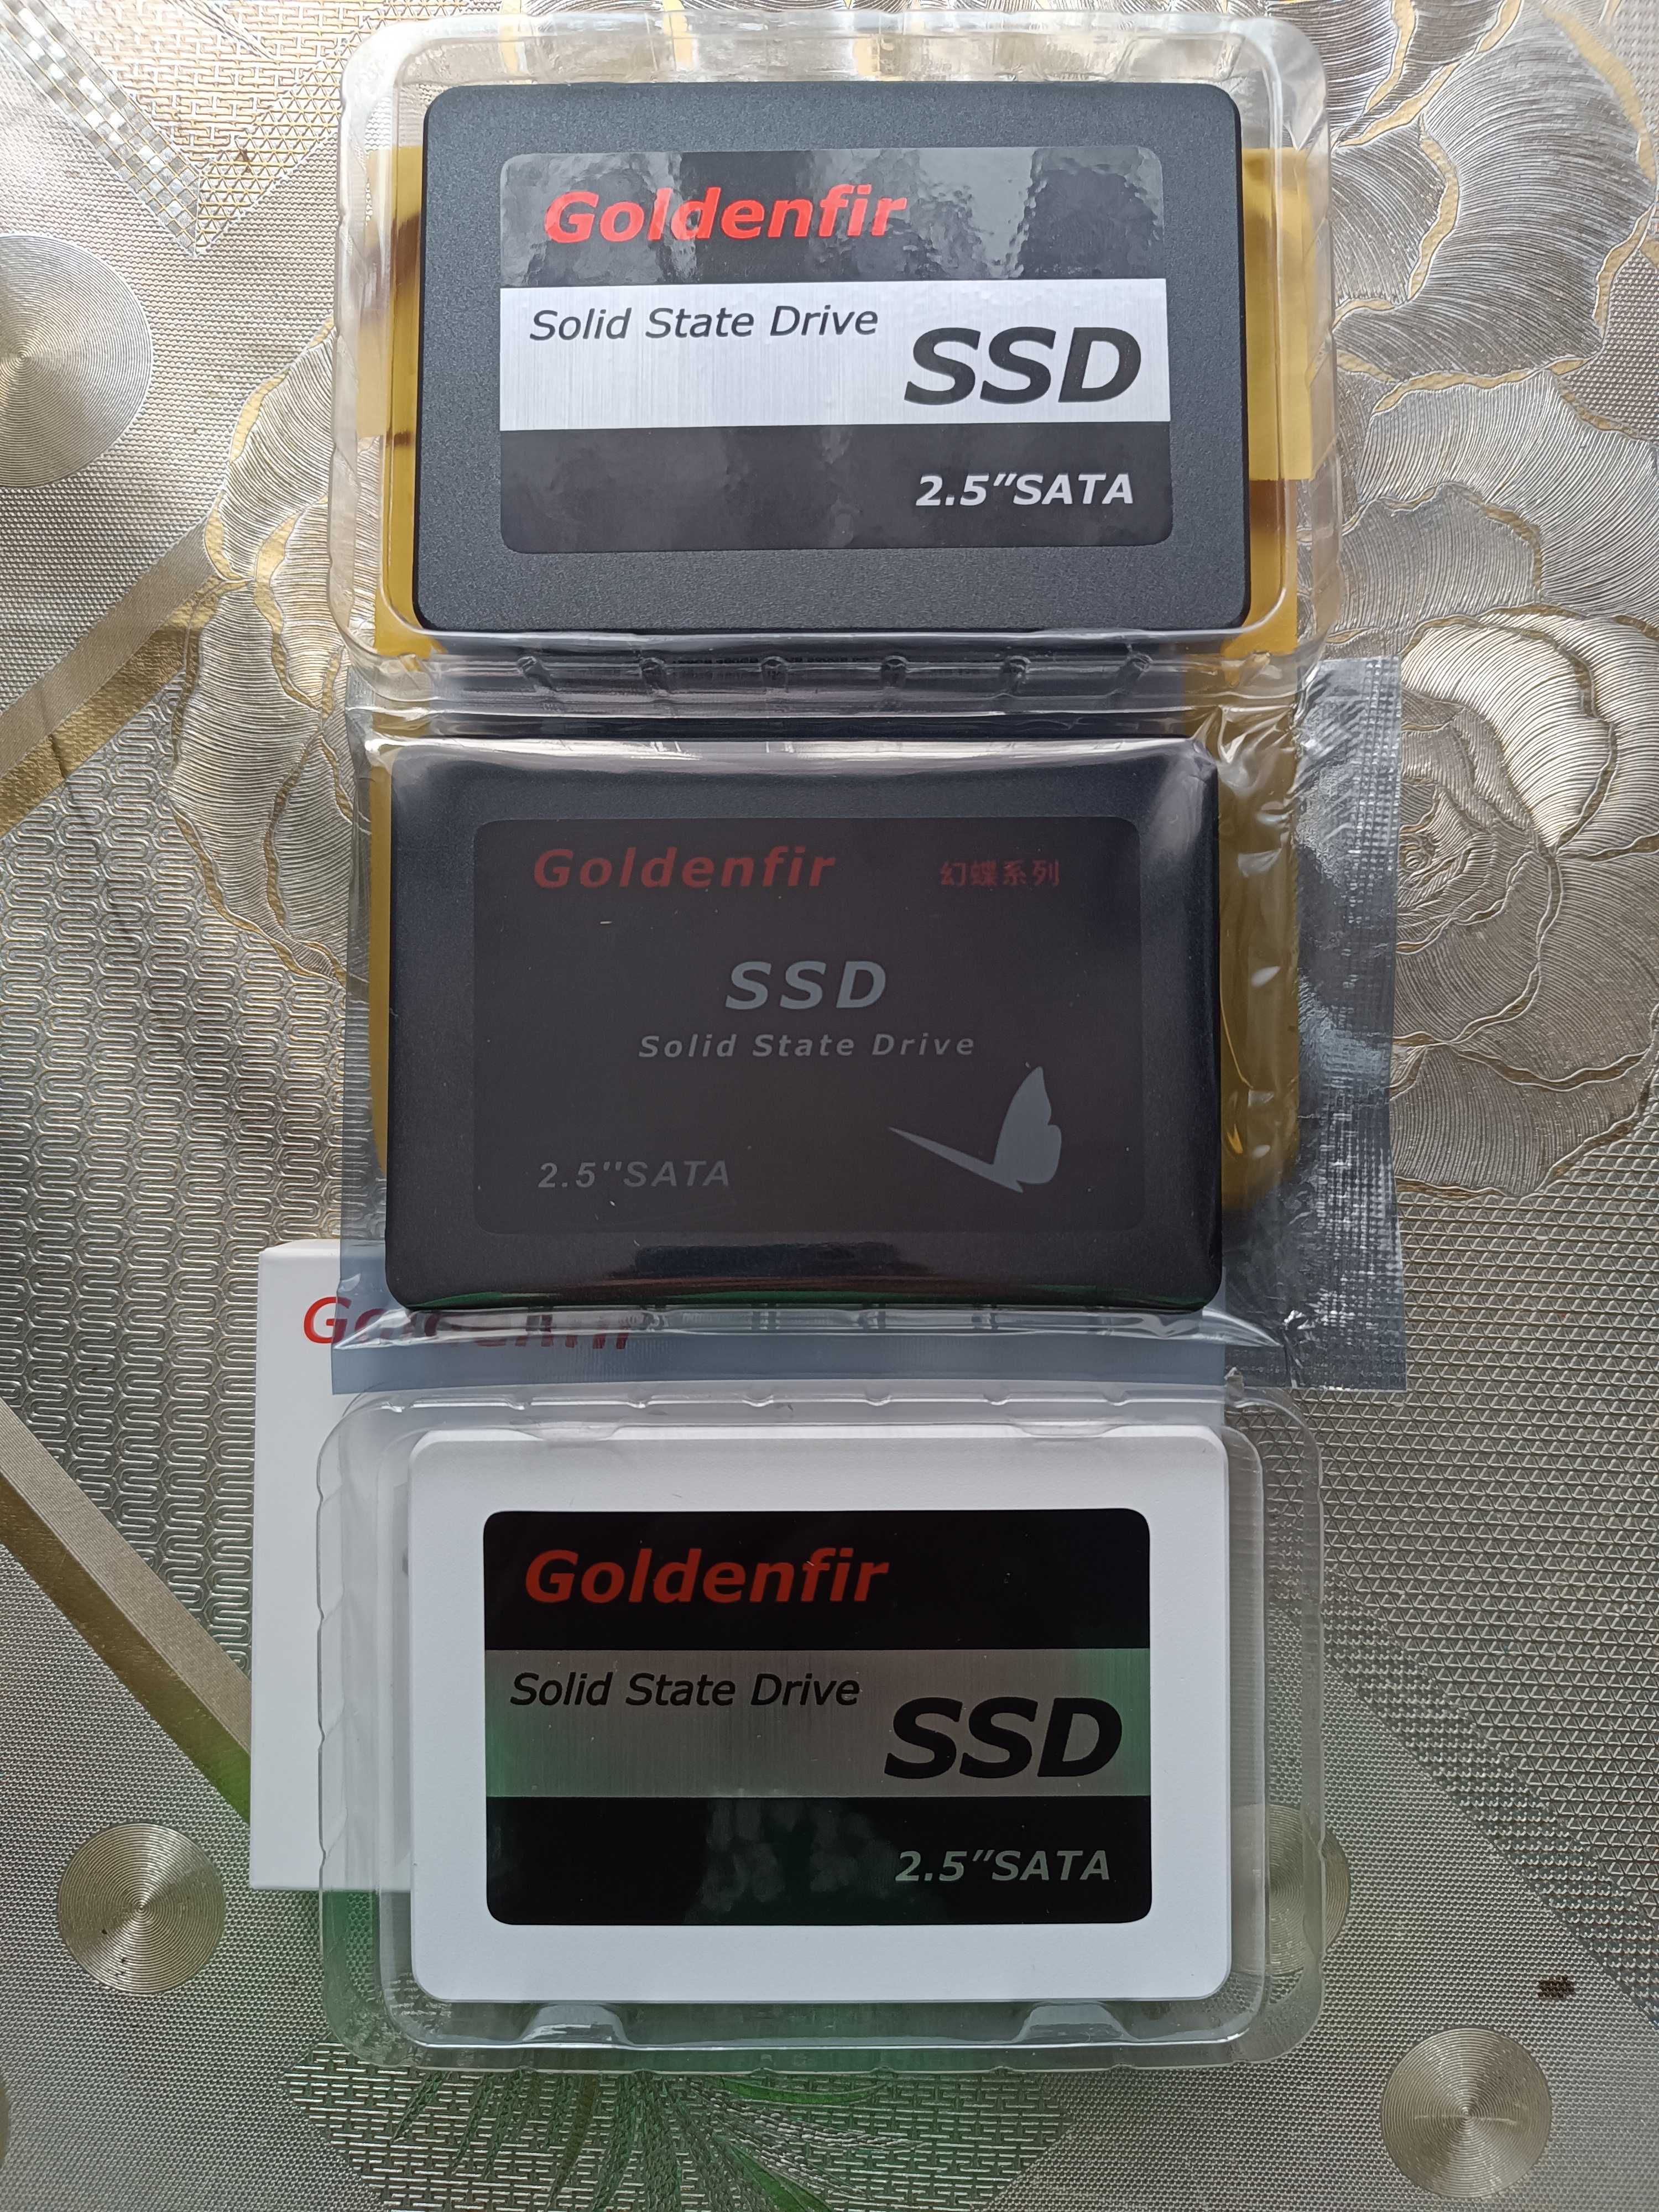 Goldenfir
Solid State Drive
SSD
2.5"SATA
Goldenfir 幻蝶系列
SSD
Solid State Drive
2.5''SATA
Goldenfir
Goldenfir
Solid State Drive
SSD
2.5"SATA